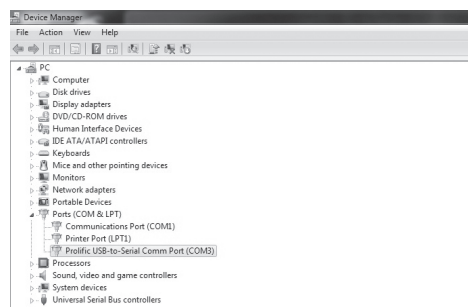 Device Manager
File Action View Help
PC
Computer
Disk drives
Display adapters
DVD/CD-ROM drives
Human Interface Devices
IDE ATA/ATAPI controllers
Keyboards
Mice and other pointing devices
Monitors
Network adapters
Portable Devices
Ports (COM & LPT)
Communications Port (COM1)
Printer Port (LPT1)
Prolific USB-to-Serial Comm Port (COM3)
Processors
Sound, video and game controllers
System devices
Universal Serial Bus controllers